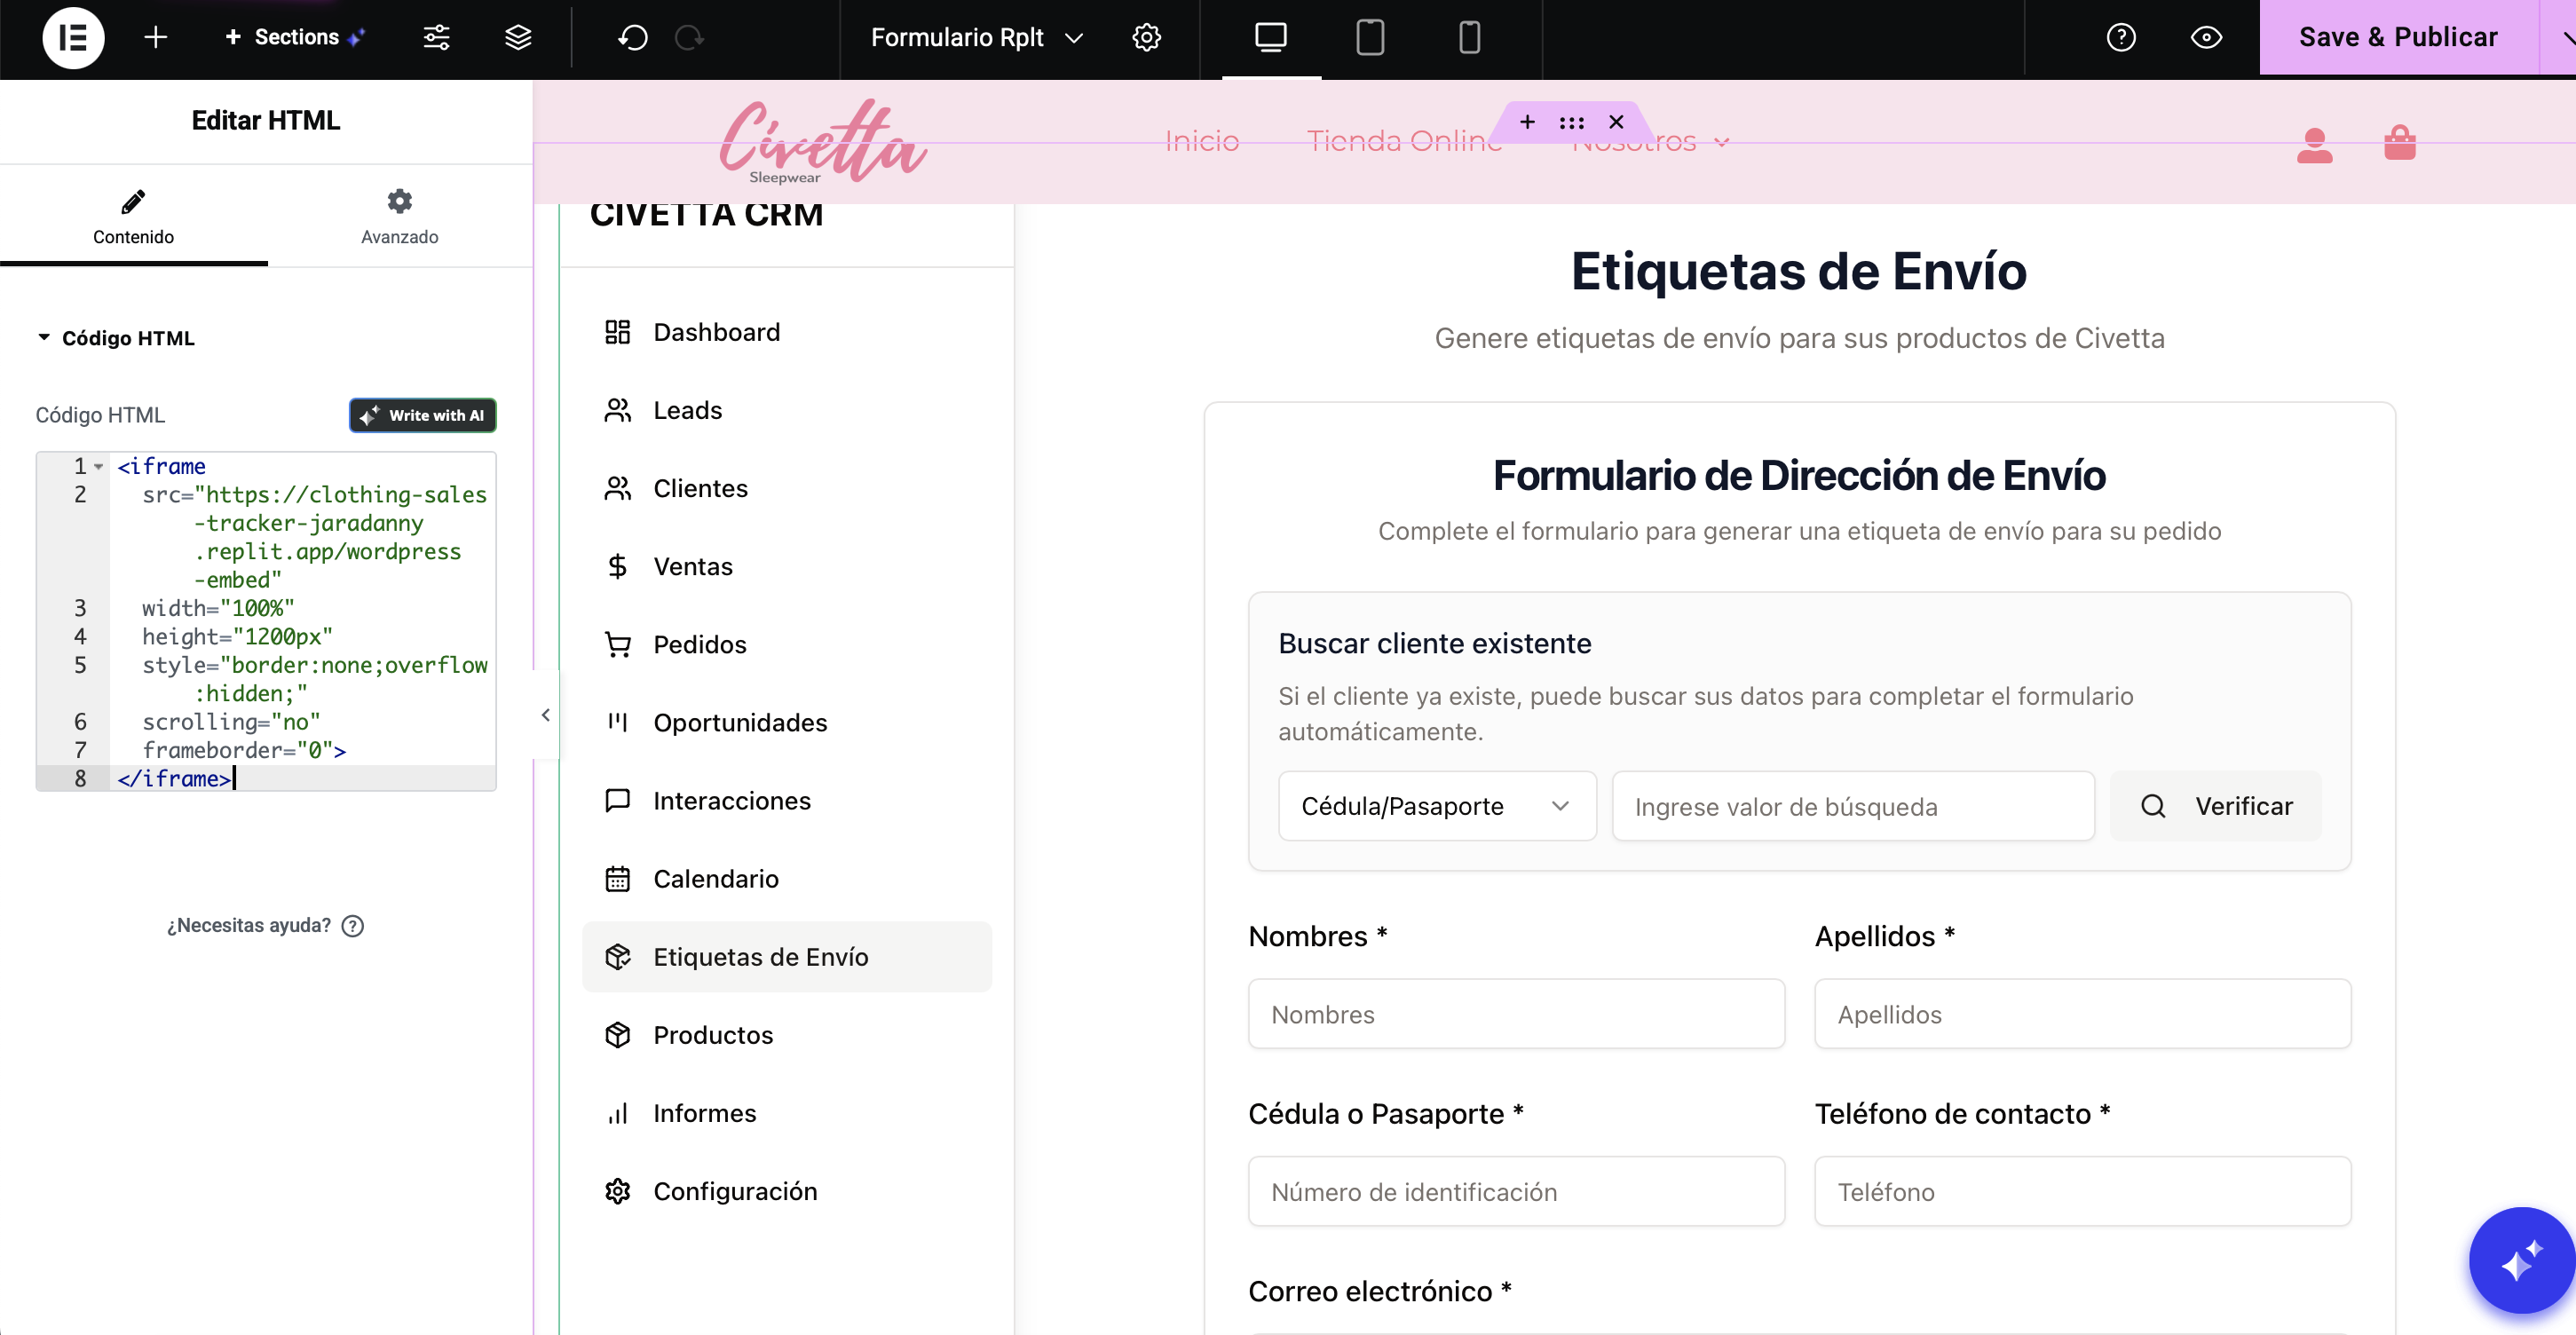 + Sections
Formulario Rplt
Save & Publicar
Editar HTML
Contenido
Avanzado
Código HTML
Código HTML
Write with AI
1 <iframe
2 src="https://clothing-sales
-tracker-jaradanny
.replit.app/wordpress
-embed"
3 width="100%"
4 height="1200px"
5 style="border:none;overflow
:hidden;"
6 scrolling="no"
7 frameborder="0">
8 </iframe>
¿Necesitas ayuda?
Civetta
Sleepwear
Inicio
Tienda Online
Nosotros
CIVETTA CRM
Dashboard
Leads
Clientes
Ventas
Pedidos
Oportunidades
Interacciones
Calendario
Etiquetas de Envío
Productos
Informes
Configuración
Etiquetas de Envío
Genere etiquetas de envío para sus productos de Civetta
Formulario de Dirección de Envío
Complete el formulario para generar una etiqueta de envío para su pedido
Buscar cliente existente
Si el cliente ya existe, puede buscar sus datos para completar el formulario
automáticamente.
Cédula/Pasaporte
Ingrese valor de búsqueda
Verificar
Nombres *
Apellidos *
Nombres
Apellidos
Cédula o Pasaporte *
Teléfono de contacto *
Número de identificación
Teléfono
Correo electrónico *